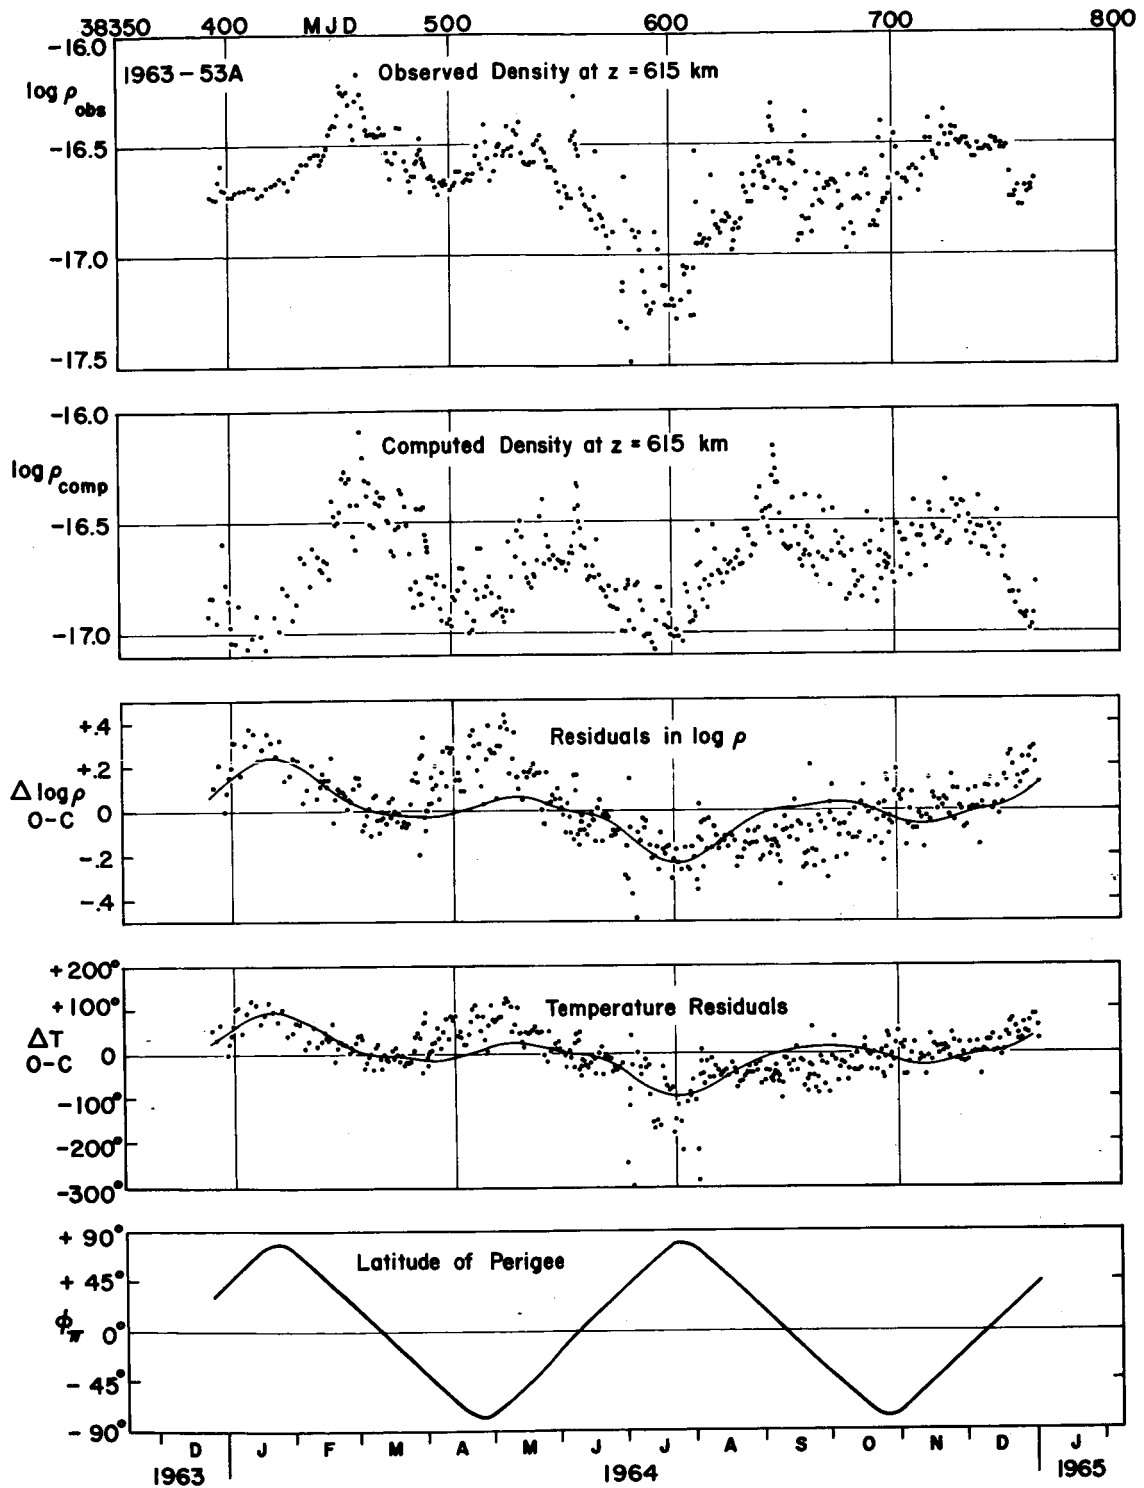 38350 400 MJD 500 600 700 800
-16.0
1963-53A Observed Density at z = 615 km
log ρobs
-16.5
-17.0
-17.5
-16.0
Computed Density at z = 615 km
log ρcomp
-16.5
-17.0
+.4
Residuals in log ρ
+.2
Δ log ρ
0
O-C
-.2
-.4
+200°
+100°
Temperature Residuals
ΔT
0
O-C
-100°
-200°
-300°
+ 90°
Latitude of Perigee
+ 45°
ϕπ 0°
- 45°
- 90°
D J F M A M J J A S O N D J
1963 1964 1965